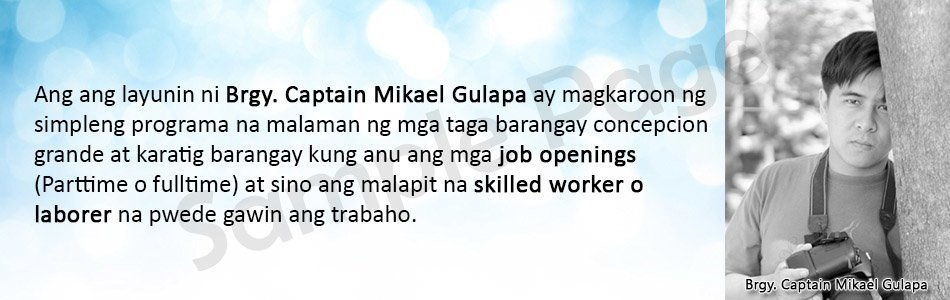 Ang ang layunin ni Brgy. Captain Mikael Gulapa ay magkaroon ng
simpleng programa na malaman ng mga taga barangay concepcion
grande at karatig barangay kung anu ang mga job openings
(Parttime o fulltime) at sino ang malapit na skilled worker o
laborer na pwede gawin ang trabaho.
Sample Page
Brgy. Captain Mikael Gulapa